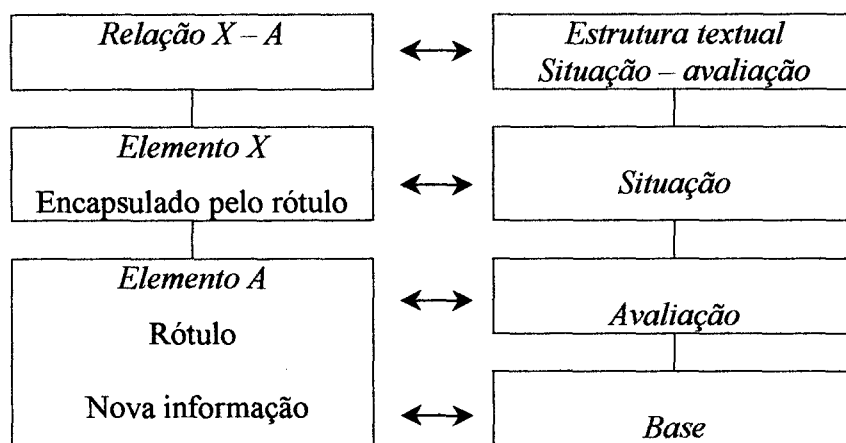 Relação X – A
Estrutura textual
Situação – avaliação
Elemento X
Encapsulado pelo rótulo
Situação
Elemento A
Rótulo
Nova informação
Avaliação
Base